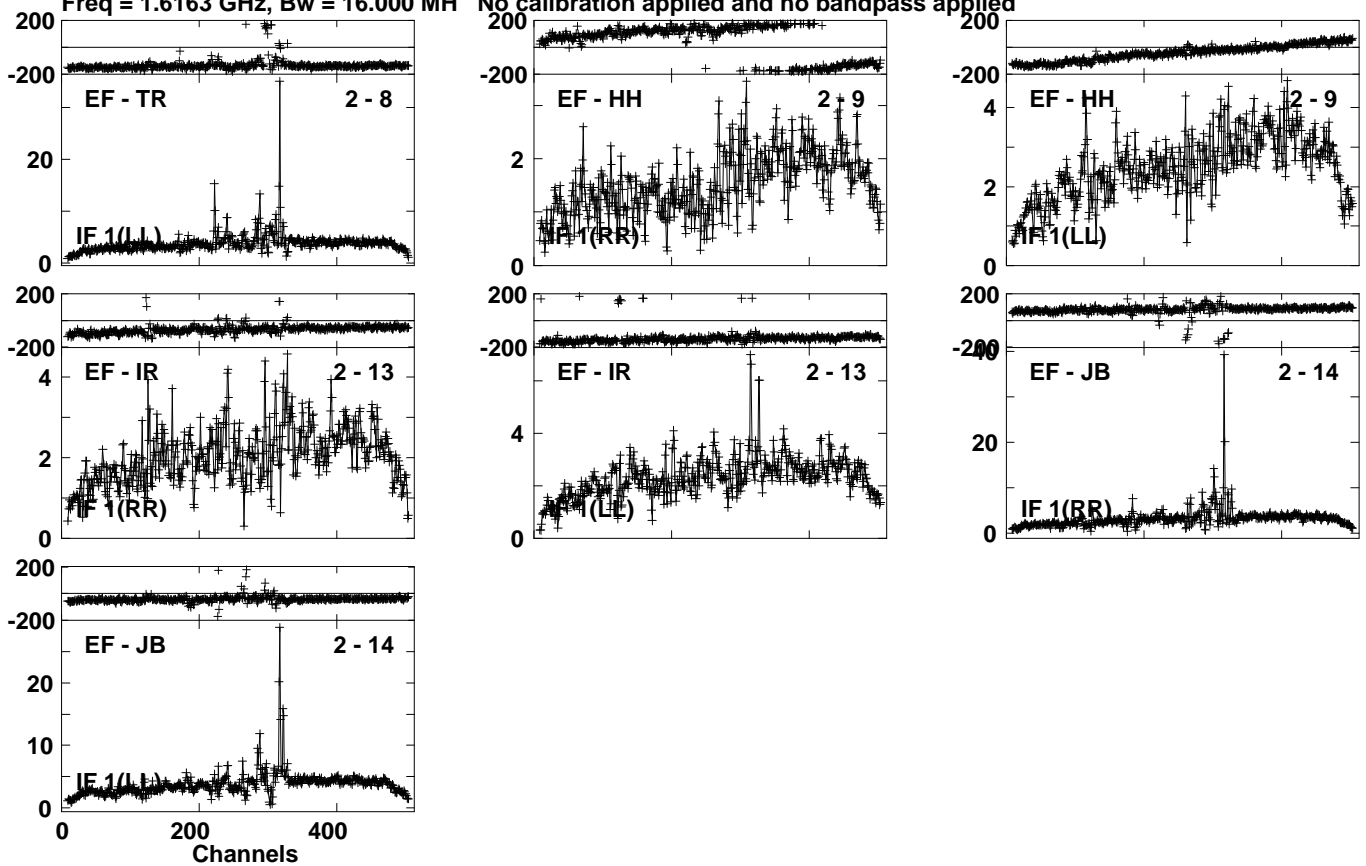 Freq = 1.6163 GHz, Bw = 16.000 MH No calibration applied and no bandpass applied
200
-200
EF - TR 2 - 8
20
0
IF 1(LL)
EF - HH 2 - 9
2
0
IF 1(RR)
EF - HH 2 - 9
4
2
0
IF 1(LL)
200
-200
EF - IR 2 - 13
4
2
0
IF 1(RR)
200
-200
EF - IR 2 - 13
4
0
IF 1(LL)
200
-200
40
EF - JB 2 - 14
20
0
IF 1(RR)
200
-200
EF - JB 2 - 14
20
10
0
IF 1(LL)
0 200 400
Channels